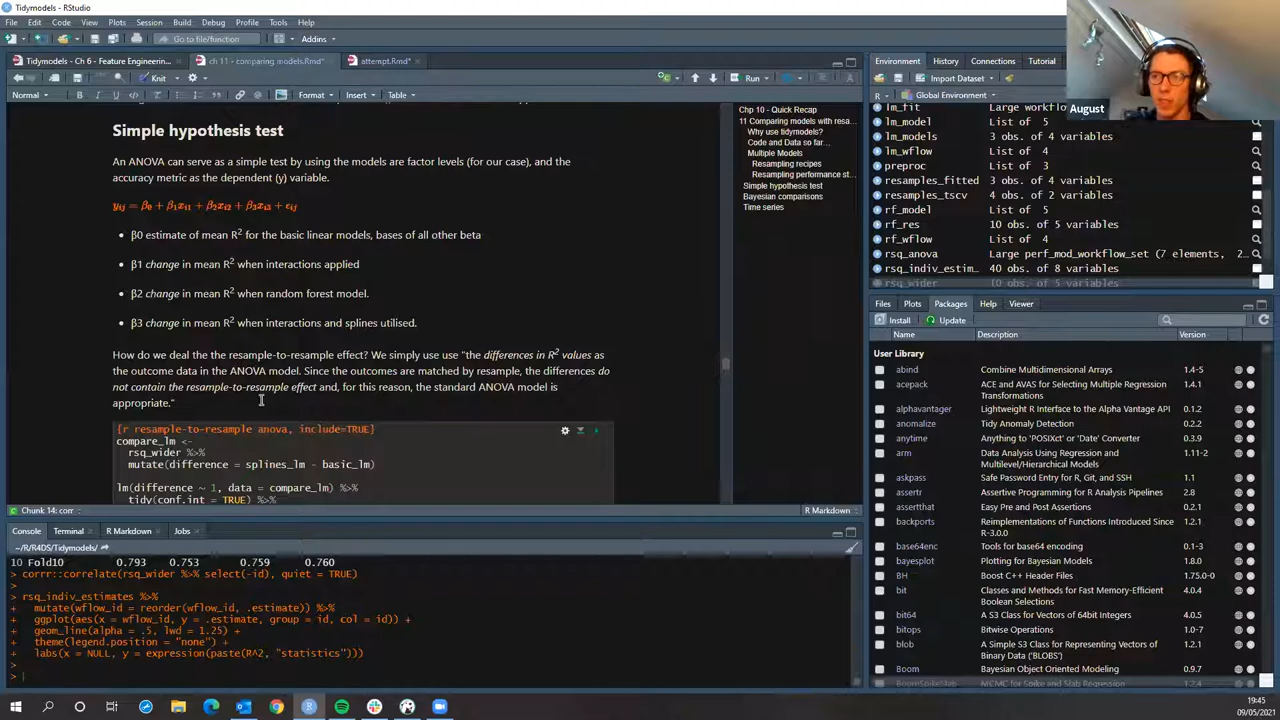 Tidymodels - RStudio
File Edit Code View Plots Session Build Debug Profile Tools Help
Go to file/function Addins
Tidymodels - Ch 6 - Feature Engineerin... ch 11 - comparing models.Rmd* attempt.Rmd*
Knit Run
Normal B I U Format Insert Table
Simple hypothesis test
An ANOVA can serve as a simple test by using the models are factor levels (for our case), and the
accuracy metric as the dependent (y) variable.
yij = β0 + β1xi1 + β2xi2 + β3xi3 + ϵij
• β0 estimate of mean R2 for the basic linear models, bases of all other beta
• β1 change in mean R2 when interactions applied
• β2 change in mean R2 when random forest model.
• β3 change in mean R2 when interactions and splines utilised.
How do we deal the the resample-to-resample effect? We simply use use "the differences in R2 values as
the outcome data in the ANOVA model. Since the outcomes are matched by resample, the differences do
not contain the resample-to-resample effect and, for this reason, the standard ANOVA model is
appropriate."
{r resample-to-resample anova, include=TRUE}
compare_lm <-
rsq_wider %>%
mutate(difference = splines_lm - basic_lm)
lm(difference ~ 1, data = compare_lm) %>%
tidy(conf.int = TRUE) %>%
Chunk 14: corr R Markdown
Chp 10 - Quick Recap
11 Comparing models with resa...
Why use tidymodels?
Code and Data so far...
Multiple Models
Resampling recipes
Resampling performance st...
Simple hypothesis test
Bayesian comparisons
Time series
Console Terminal R Markdown Jobs
~/R/R4DS/Tidymodels/
10 Fold10 0.793 0.753 0.759 0.760
> corrr::correlate(rsq_wider %>% select(-id), quiet = TRUE)
>
> rsq_indiv_estimates %>%
+ mutate(wflow_id = reorder(wflow_id, .estimate)) %>%
+ ggplot(aes(x = wflow_id, y = .estimate, group = id, col = id)) +
+ geom_line(alpha = .5, lwd = 1.25) +
+ theme(legend.position = "none") +
+ labs(x = NULL, y = expression(paste(R^2, "statistics")))
>
>
Environment History Connections Tutorial
Import Dataset
R Global Environment
lm_fit Large workflo
lm_model List of 5
lm_models 3 obs. of 4 variables
lm_wflow List of 4
preproc List of 3
resamples_fitted 3 obs. of 4 variables
resamples_tscv 4 obs. of 2 variables
rf_model List of 5
rf_res 10 obs. of 5 variables
rf_wflow List of 4
rsq_anova Large perf_mod_workflow_set (7 elements, 2...
rsq_indiv_estim... 40 obs. of 8 variables
August
Files Plots Packages Help Viewer
Install Update
Name Description Version
User Library
abind Combine Multidimensional Arrays 1.4-5
acepack ACE and AVAS for Selecting Multiple Regression Transformations 1.4.1
alphavantager Lightweight R Interface to the Alpha Vantage API 0.1.2
anomalize Tidy Anomaly Detection 0.2.2
anytime Anything to 'POSIXct' or 'Date' Converter 0.3.9
arm Data Analysis Using Regression and Multilevel/Hierarchical Models 1.11-2
askpass Safe Password Entry for R, Git, and SSH 1.1
assertr Assertive Programming for R Analysis Pipelines 2.8
assertthat Easy Pre and Post Assertions 0.2.1
backports Reimplementations of Functions Introduced Since R-3.0.0 1.2.1
base64enc Tools for base64 encoding 0.1-3
bayesplot Plotting for Bayesian Models 1.8.0
BH Boost C++ Header Files 1.75.0-0
bit Classes and Methods for Fast Memory-Efficient Boolean Selections 4.0.4
bit64 A S3 Class for Vectors of 64bit Integers 4.0.5
bitops Bitwise Operations 1.0-7
blob A Simple S3 Class for Representing Vectors of Binary Data ('BLOBS') 1.2.1
Boom Bayesian Object Oriented Modeling 0.9.7
BoomSpikeSlab MCMC for Spike and Slab Regression 1.2.4
19:45
09/05/2021